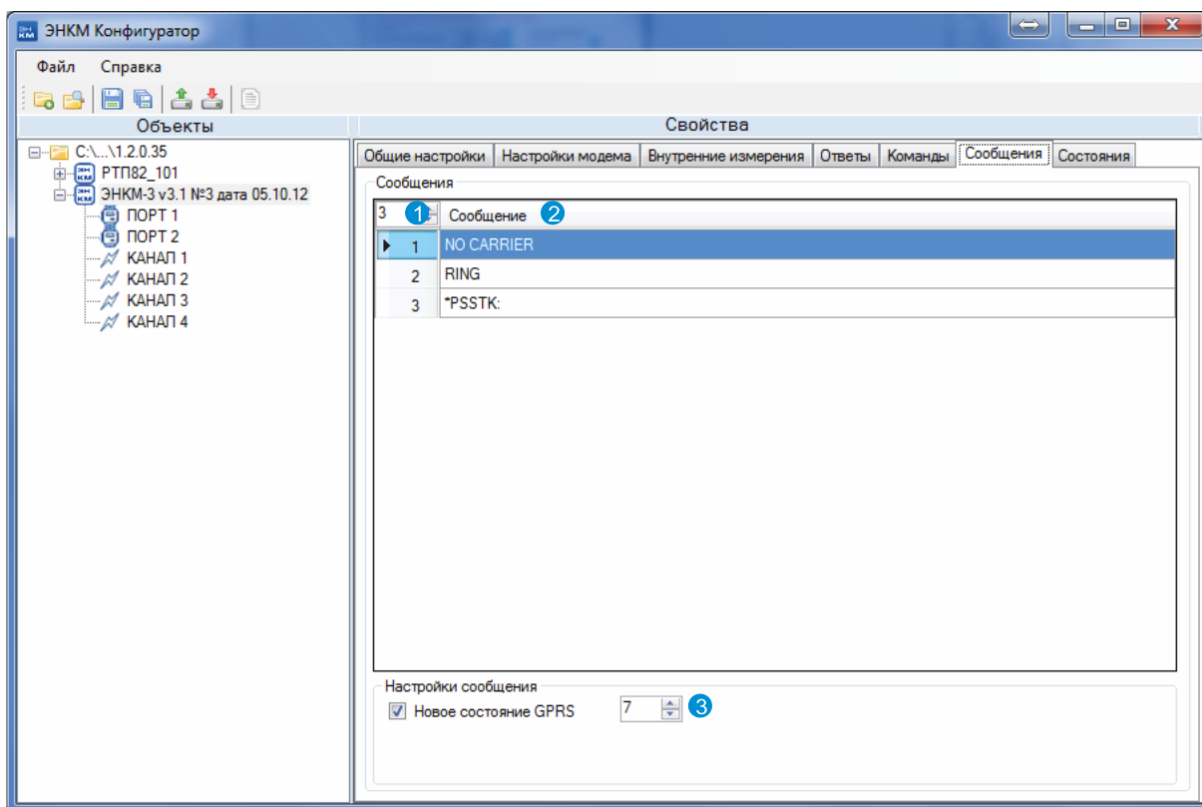 ЭНКМ Конфигуратор
Файл Справка
Объекты
Свойства
C:\...\1.2.0.35
РТП82_101
ЭНКМ-3 v3.1 №3 дата 05.10.12
ПОРТ 1
ПОРТ 2
КАНАЛ 1
КАНАЛ 2
КАНАЛ 3
КАНАЛ 4
Общие настройки Настройки модема Внутренние измерения Ответы Команды Сообщения Состояния
Сообщения
3 1 Сообщение 2
1 NO CARRIER
2 RING
3 *PSSTK:
Настройки сообщения
Новое состояние GPRS 7 3